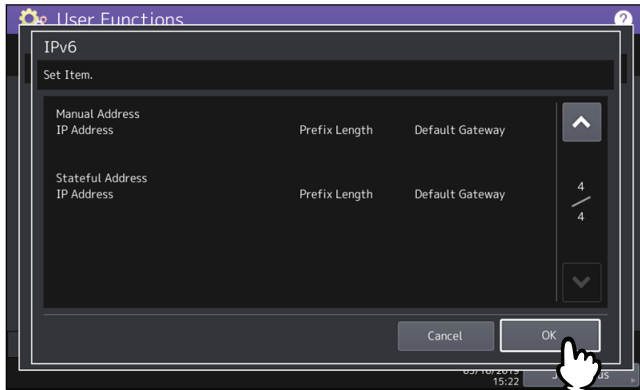 User Functions ?
IPv6
Set Item.
Manual Address
IP Address Prefix Length Default Gateway
Stateful Address
IP Address Prefix Length Default Gateway
4
4
Cancel OK
15:22